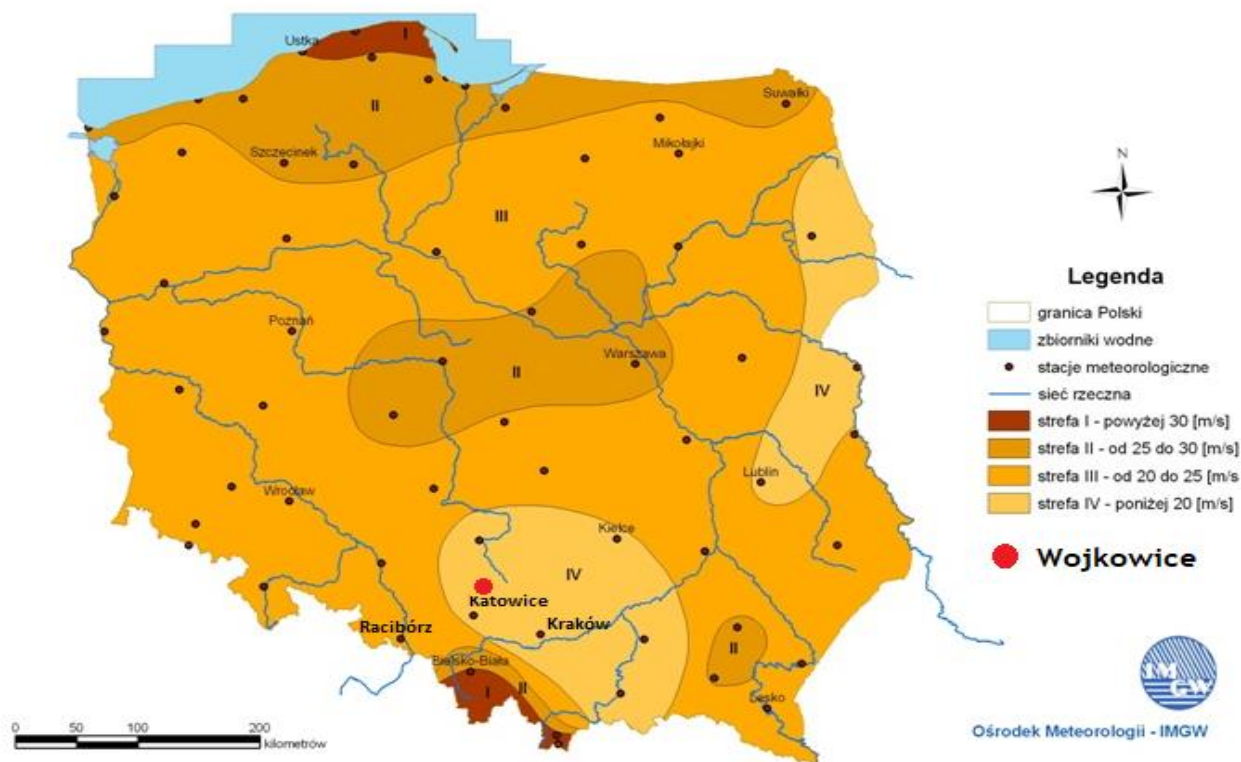 Ustka
I
II
Suwałki
Szczecinek
Mikołajki
III
N
Poznań
Warszawa
II
IV
Lublin
Wrocław
Kielce
IV
Katowice
Racibórz
Kraków
Bielsko-Biała
I
II
II
Lesko
0
50
100
200
kilometrów
Legenda
granica Polski
zbiorniki wodne
stacje meteorologiczne
sieć rzeczna
strefa I - powyżej 30 [m/s]
strefa II - od 25 do 30 [m/s]
strefa III - od 20 do 25 [m/s
strefa IV - poniżej 20 [m/s]
Wojkowice
IM
GW
Ośrodek Meteorologii - IMGW